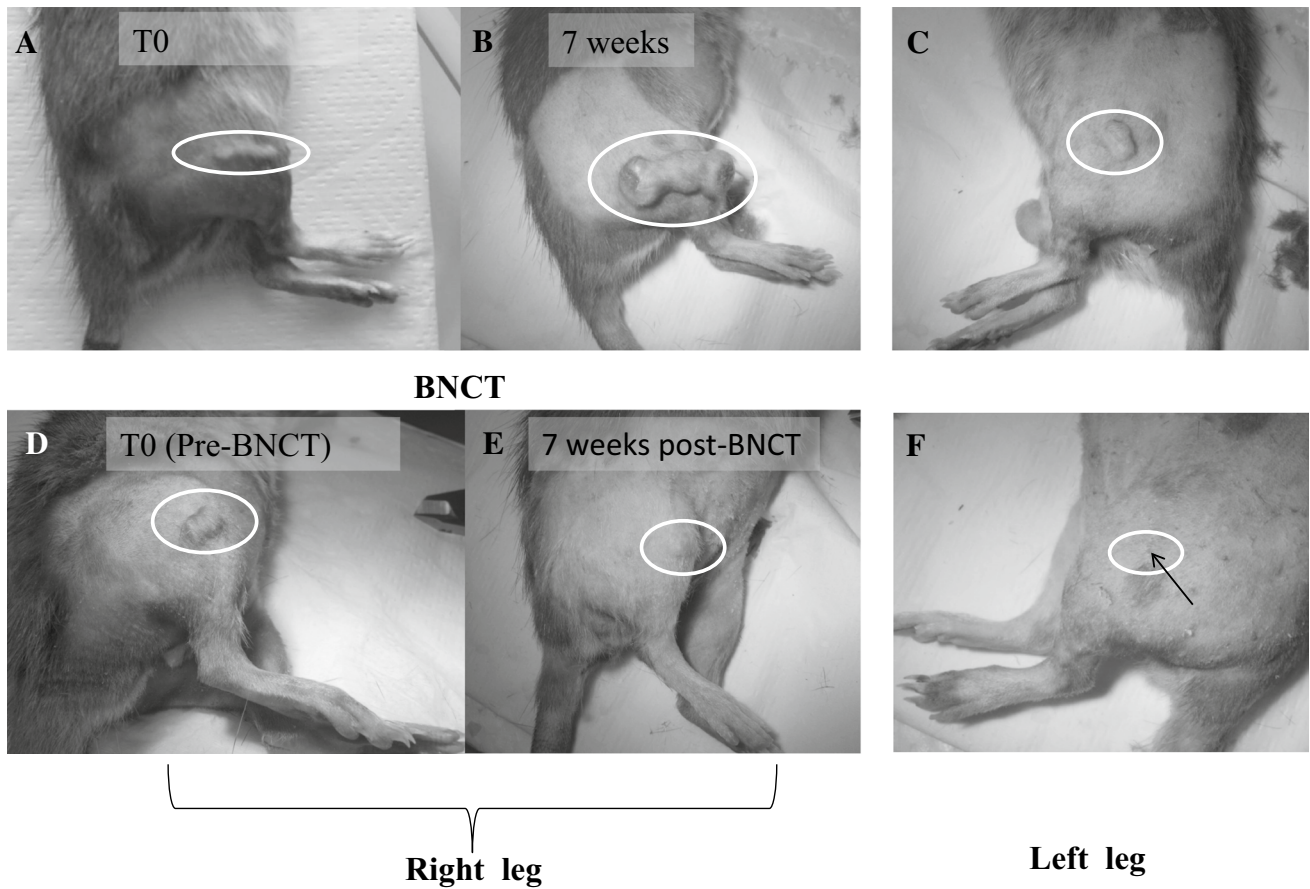 A
T0
B
7 weeks
C
BNCT
D
T0 (Pre-BNCT)
E
7 weeks post-BNCT
F
Right leg
Left leg